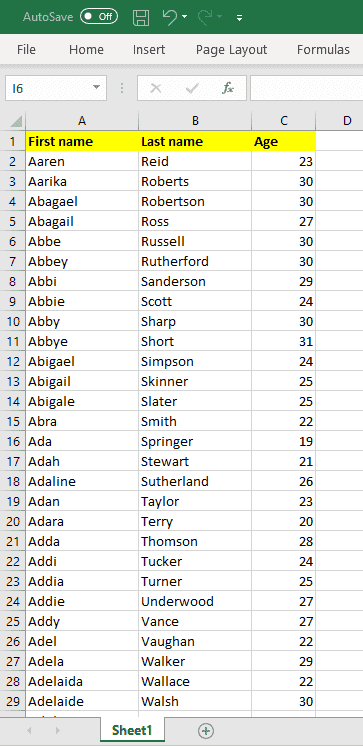 AutoSave Off
File Home Insert Page Layout Formulas
I6 fx
A B C D
1 First name Last name Age
2 Aaren Reid 23
3 Aarika Roberts 30
4 Abagael Robertson 30
5 Abagail Ross 27
6 Abbe Russell 30
7 Abbey Rutherford 30
8 Abbi Sanderson 29
9 Abbie Scott 24
10 Abby Sharp 30
11 Abbye Short 31
12 Abigael Simpson 24
13 Abigail Skinner 25
14 Abigale Slater 25
15 Abra Smith 22
16 Ada Springer 19
17 Adah Stewart 21
18 Adaline Sutherland 26
19 Adan Taylor 23
20 Adara Terry 20
21 Adda Thomson 28
22 Addi Tucker 24
23 Addia Turner 25
24 Addie Underwood 27
25 Addy Vance 27
26 Adel Vaughan 22
27 Adela Walker 29
28 Adelaida Wallace 22
29 Adelaide Walsh 30
Sheet1